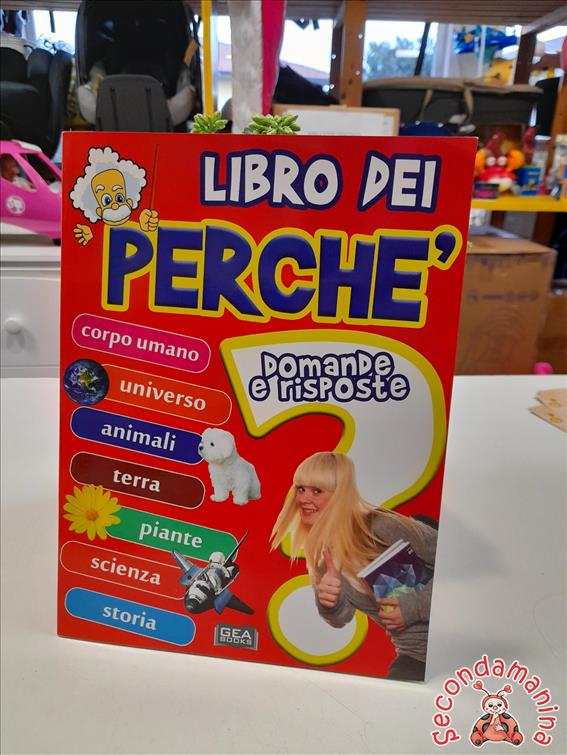 LIBRO DEI
PERCHE'
DOMANDE
E RISPOSTE
corpo umano
universo
animali
terra
piante
scienza
storia
GEA
BOOKS
Secondamanina